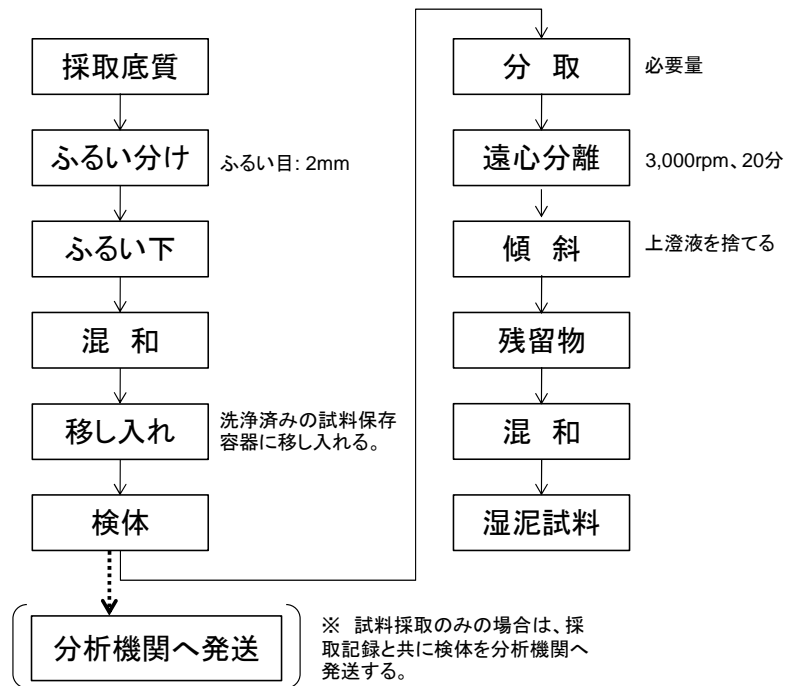 採取底質
ふるい分け
ふるい目: 2mm
ふるい下
混 和
移し入れ
洗浄済みの試料保存
容器に移し入れる。
検体
分析機関へ発送
※ 試料採取のみの場合は、採
取記録と共に検体を分析機関へ
発送する。
分 取
必要量
遠心分離
3,000rpm、20分
傾 斜
上澄液を捨てる
残留物
混 和
湿泥試料